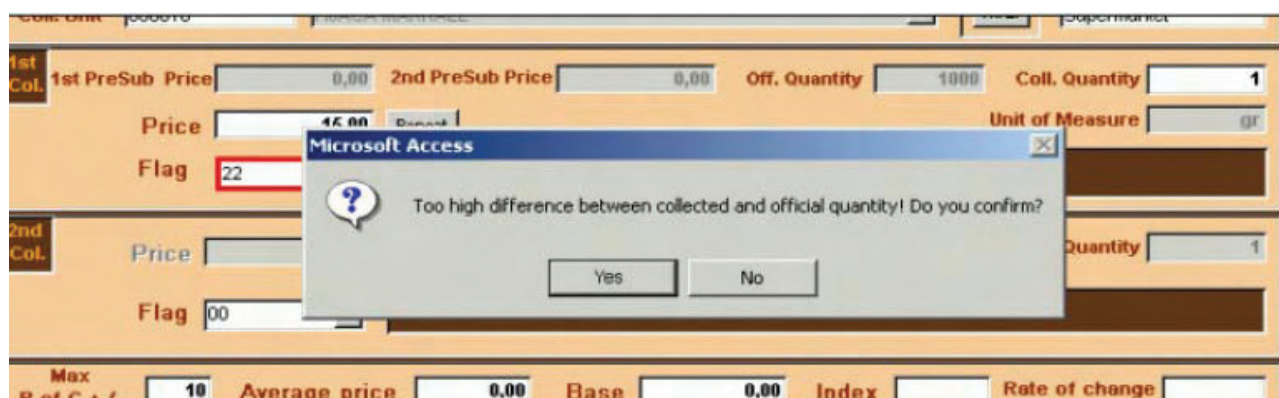 Coll. Unit
1st Col. 1st PreSub Price 0,00 2nd PreSub Price 0,00 Off. Quantity 1000 Coll. Quantity 1
Price 15,00 Repeat Unit of Measure gr
Microsoft Access
Flag 22
Too high difference between collected and official quantity! Do you confirm?
2nd Col. Price Quantity 1
Yes No
Flag 00
Max
10 Average price 0,00 Base 0,00 Index Rate of change